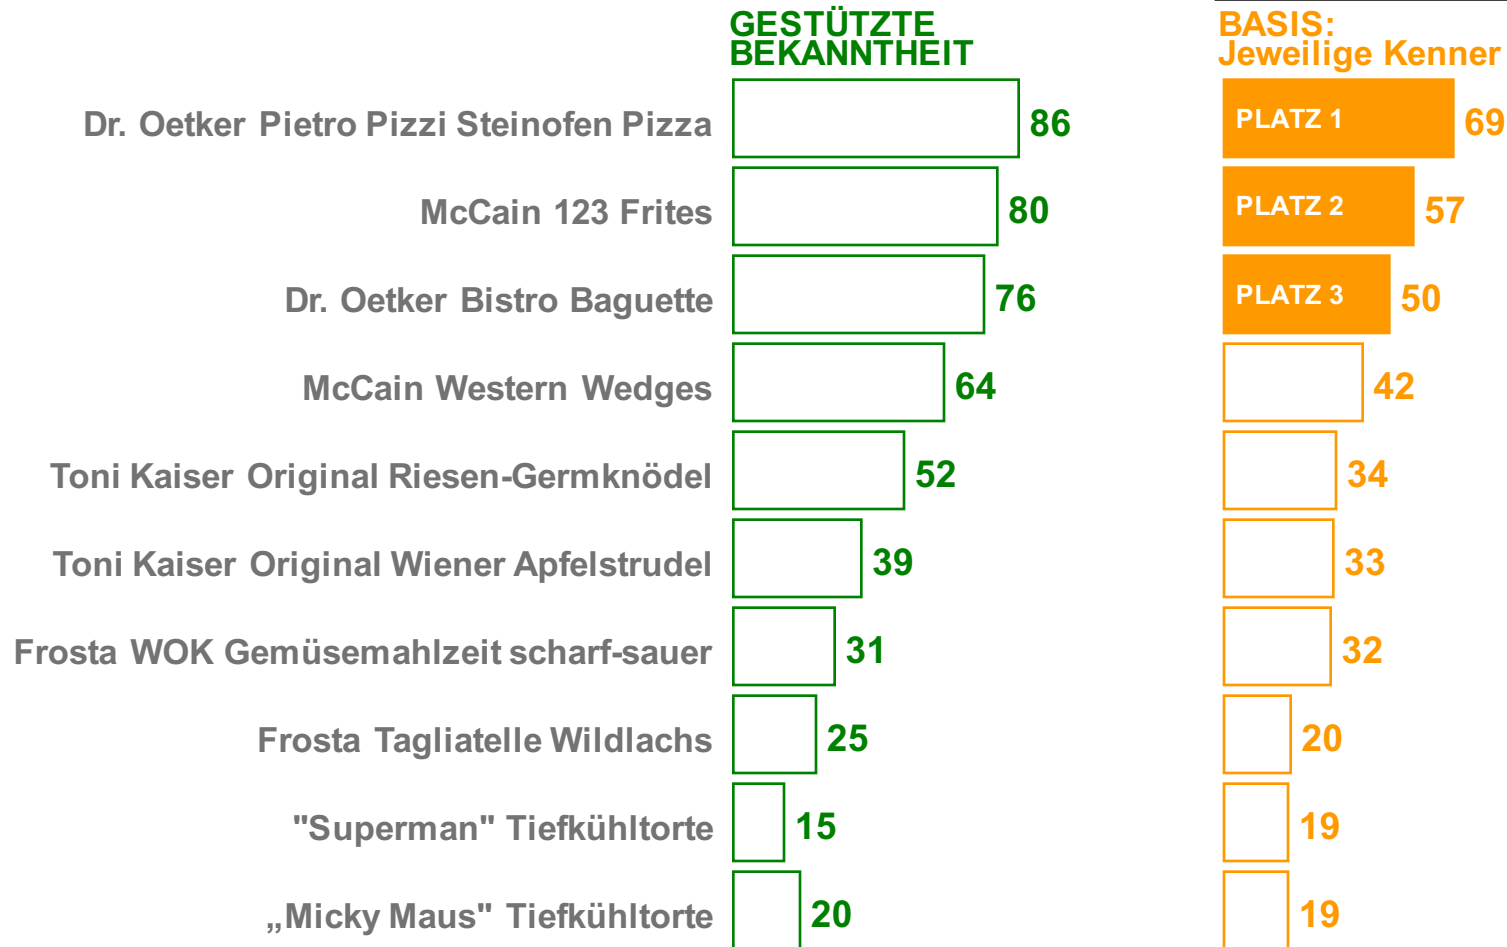 GESTÜTZTE
BEKANNTHEIT
BASIS:
Jeweilige Kenner
Dr. Oetker Pietro Pizzi Steinofen Pizza 86 PLATZ 1 69
McCain 123 Frites 80 PLATZ 2 57
Dr. Oetker Bistro Baguette 76 PLATZ 3 50
McCain Western Wedges 64 42
Toni Kaiser Original Riesen-Germknödel 52 34
Toni Kaiser Original Wiener Apfelstrudel 39 33
Frosta WOK Gemüsemahlzeit scharf-sauer 31 32
Frosta Tagliatelle Wildlachs 25 20
"Superman" Tiefkühltorte 15 19
„Micky Maus" Tiefkühltorte 20 19